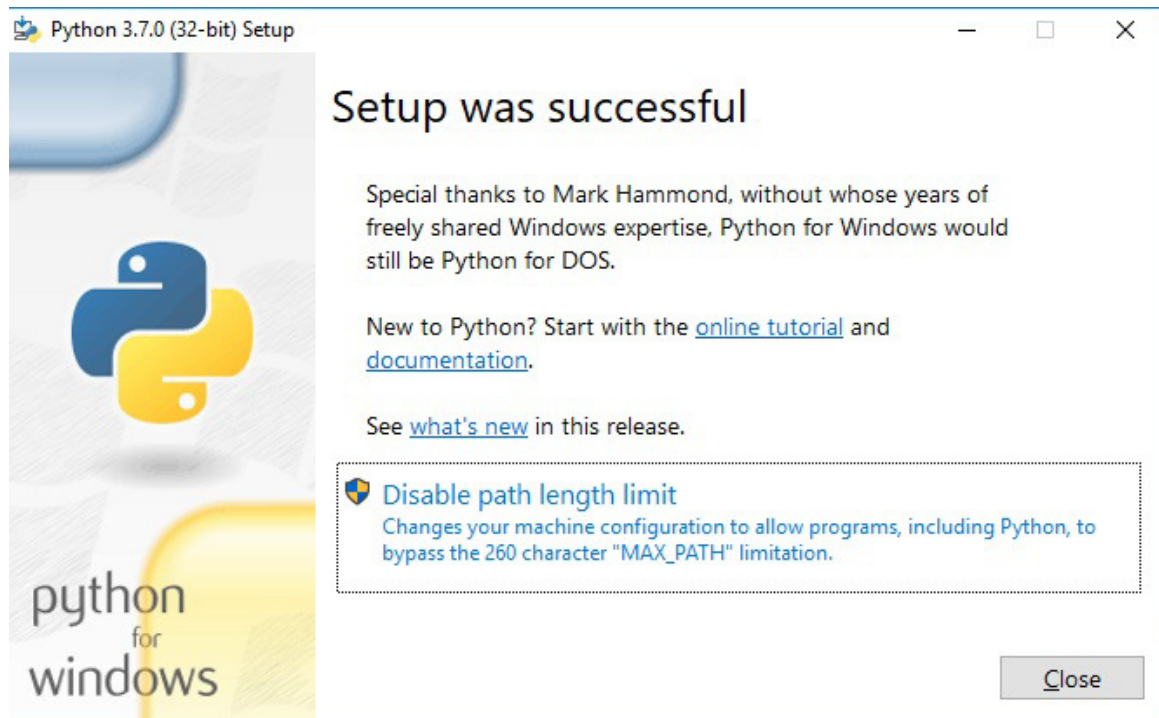 Python 3.7.0 (32-bit) Setup
Setup was successful
Special thanks to Mark Hammond, without whose years of
freely shared Windows expertise, Python for Windows would
still be Python for DOS.
New to Python? Start with the online tutorial and
documentation.
See what's new in this release.
Disable path length limit
Changes your machine configuration to allow programs, including Python, to
bypass the 260 character "MAX_PATH" limitation.
python
for
windows
Close